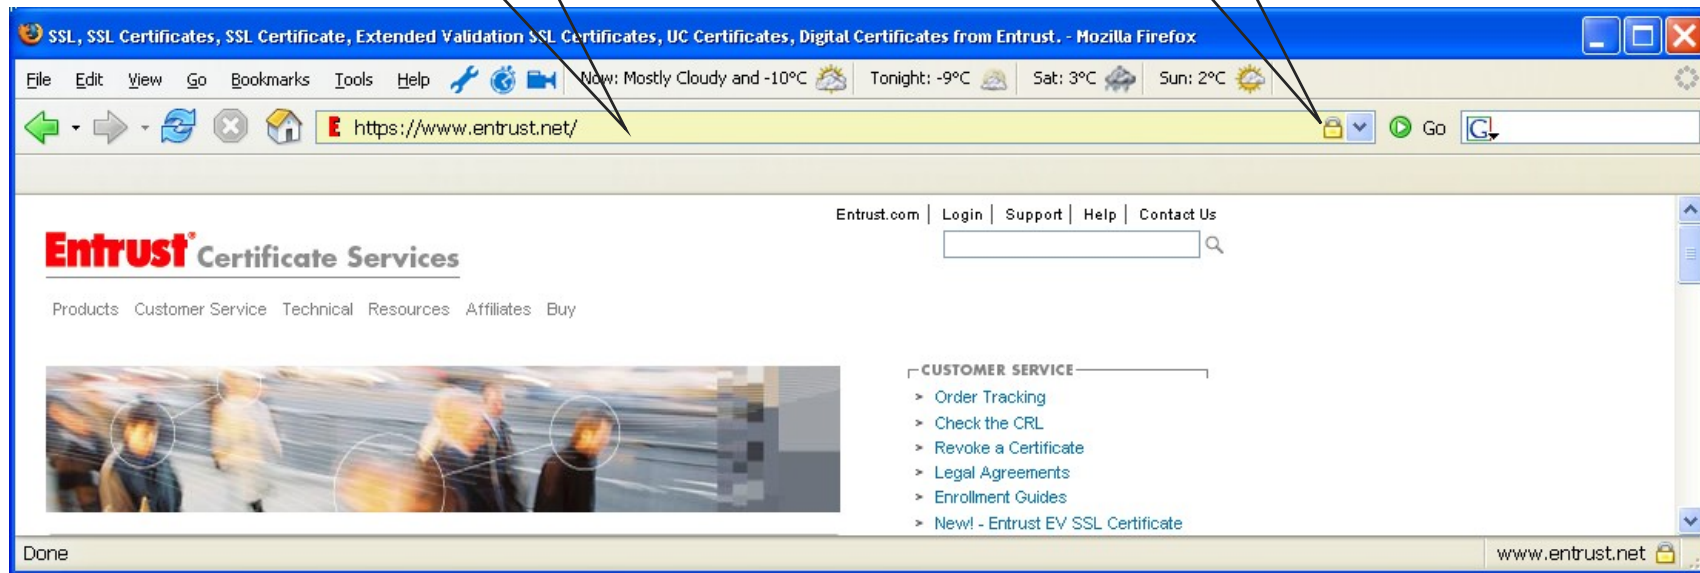 SSL, SSL Certificates, SSL Certificate, Extended Validation SSL Certificates, UC Certificates, Digital Certificates from Entrust. - Mozilla Firefox
File Edit View Go Bookmarks Tools Help Now: Mostly Cloudy and -10°C Tonight: -9°C Sat: 3°C Sun: 2°C
E https://www.entrust.net/ Go G
Entrust.com | Login | Support | Help | Contact Us
Entrust® Certificate Services
Products Customer Service Technical Resources Affiliates Buy
CUSTOMER SERVICE
Order Tracking
Check the CRL
Revoke a Certificate
Legal Agreements
Enrollment Guides
New! - Entrust EV SSL Certificate
Done www.entrust.net